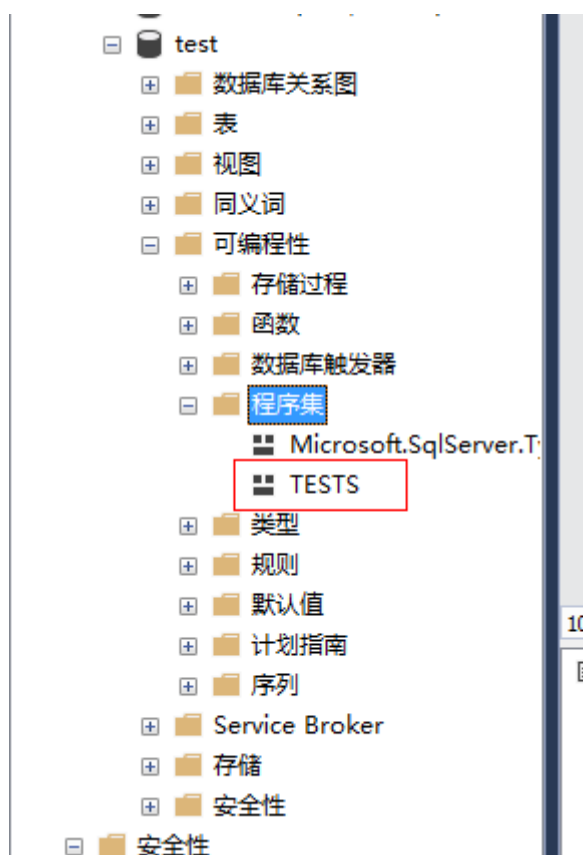 test
数据库关系图
表
视图
同义词
可编程性
存储过程
函数
数据库触发器
程序集
Microsoft.SqlServer.T
TESTS
类型
规则
默认值
计划指南
序列
Service Broker
存储
安全性
安全性
10